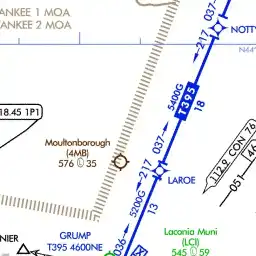 YANKEE 1 MOA
YANKEE 2 MOA
NOTTY
N44°
037
217
5400G
T395
18
18.45 1P1
Moultonborough
(4MB)
576 35
037
217
LAROE
5200G
13
112.9 CON 76
051
GRUMP
T395 4600NE
036
Laconia Muni
(LCI)
545 59
NIER